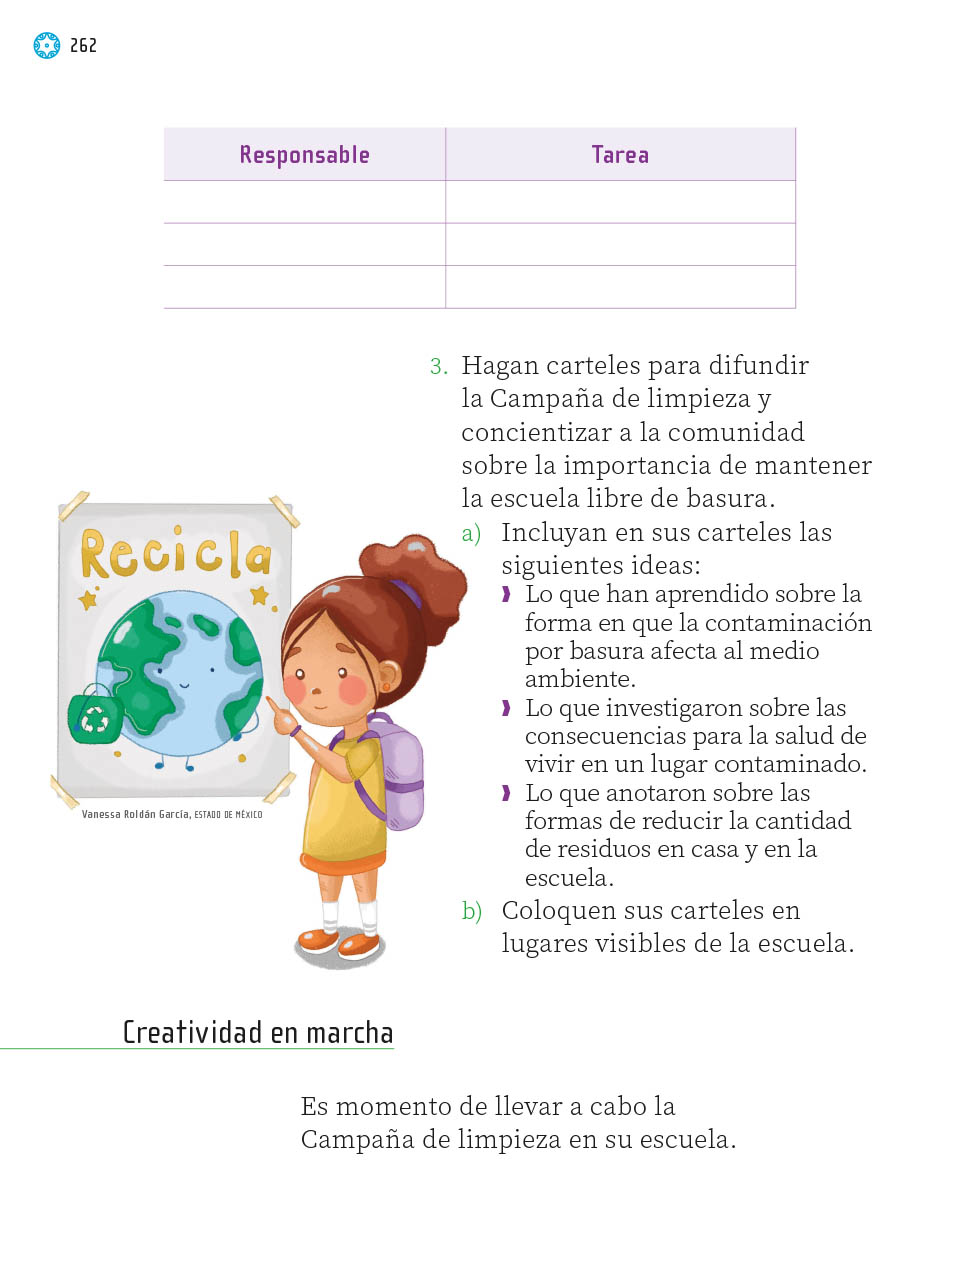 262
Responsable
Tarea
3. Hagan carteles para difundir
la Campaña de limpieza y
concientizar a la comunidad
sobre la importancia de mantener
la escuela libre de basura.
a) Incluyan en sus carteles las
siguientes ideas:
Lo que han aprendido sobre la
forma en que la contaminación
por basura afecta al medio
ambiente.
Lo que investigaron sobre las
consecuencias para la salud de
vivir en un lugar contaminado.
Lo que anotaron sobre las
formas de reducir la cantidad
de residuos en casa y en la
escuela.
b) Coloquen sus carteles en
lugares visibles de la escuela.
Recicla
Vanessa Roldán García, ESTADO DE MÉXICO
Creatividad en marcha
Es momento de llevar a cabo la
Campaña de limpieza en su escuela.